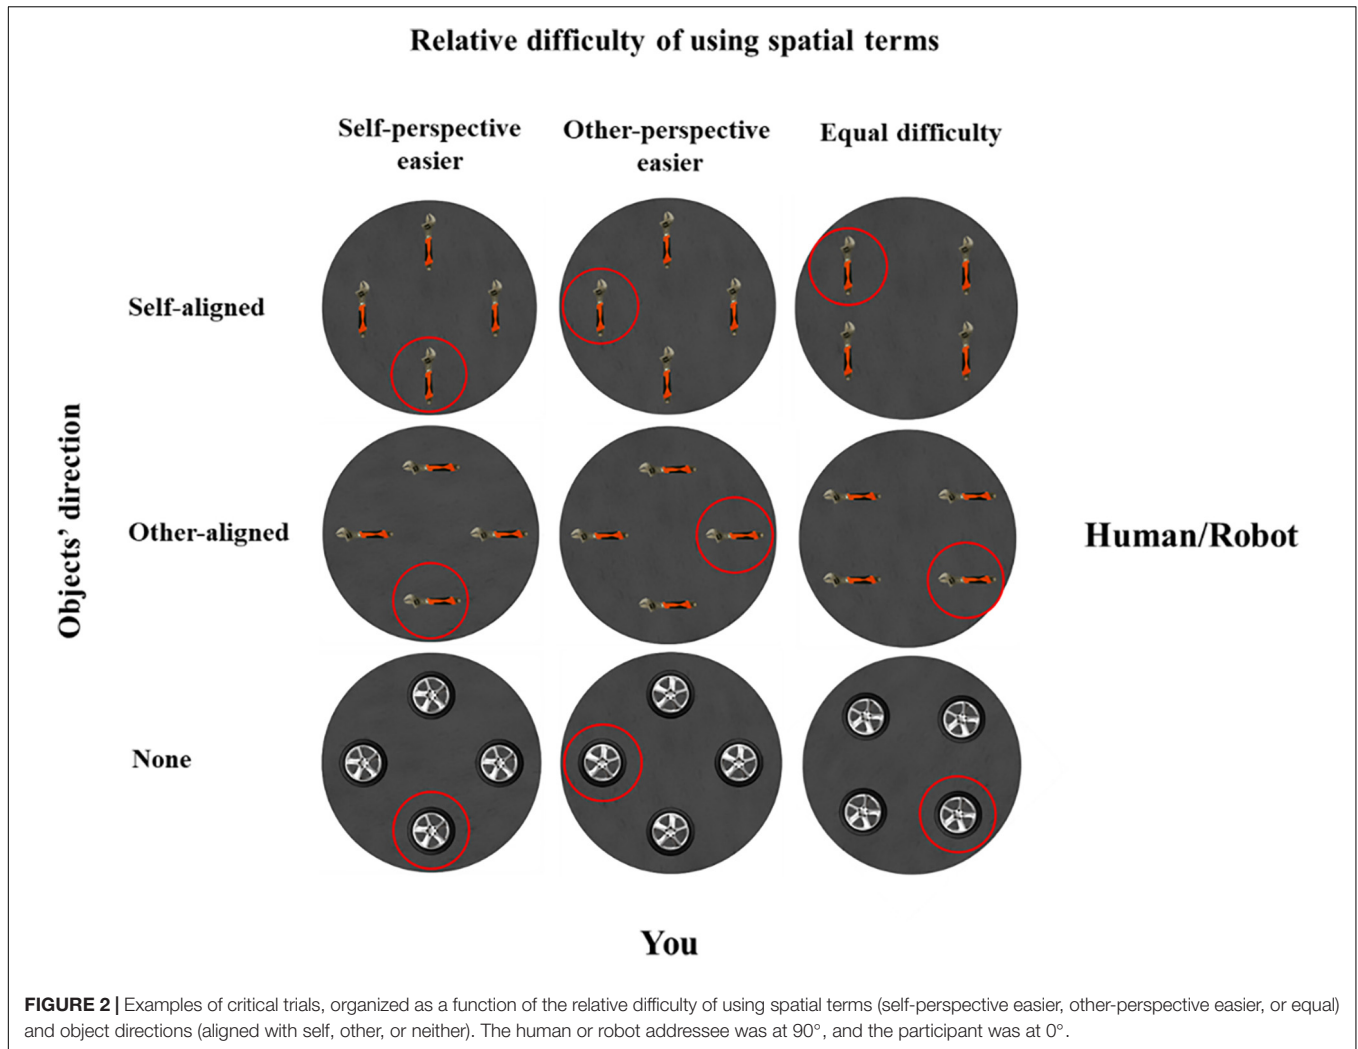 Relative difficulty of using spatial terms
Self-perspective
easier
Other-perspective
easier
Equal difficulty
Objects' direction
Self-aligned
Other-aligned
None
Human/Robot
You
FIGURE 2 | Examples of critical trials, organized as a function of the relative difficulty of using spatial terms (self-perspective easier, other-perspective easier, or equal)
and object directions (aligned with self, other, or neither). The human or robot addressee was at 90°, and the participant was at 0°.